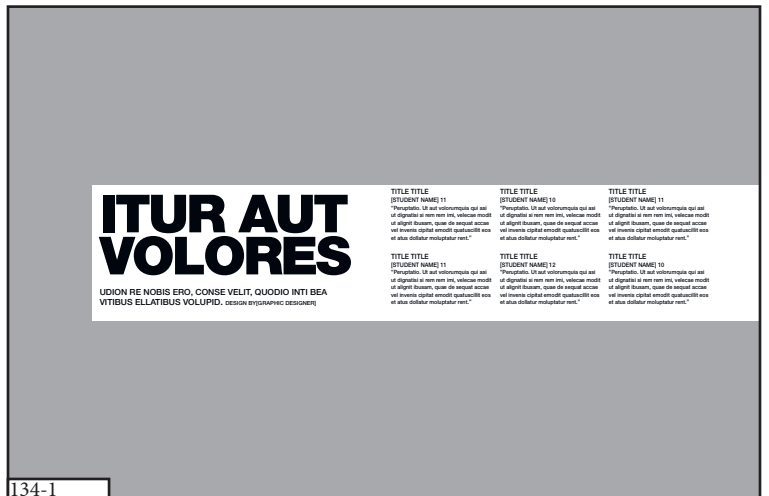 ITUR AUT
VOLORES
UDION RE NOBIS ERO, CONSE VELIT, QUODIO INTI BEA
VITIBUS ELLATIBUS VOLUPID. DESIGN BY[GRAPHIC DESIGNER]
TITLE TITLE
[STUDENT NAME] 11
"Peruptatio. Ut aut volorumquia qui asi
ut dignatisi si rem rem imi, velecae modit
ut alignit ibusam, quae de sequat accae
vel invenis cipitat emodit quatuscillit eos
et atus dollatur moluptatur rent."
TITLE TITLE
[STUDENT NAME] 10
"Peruptatio. Ut aut volorumquia qui asi
ut dignatisi si rem rem imi, velecae modit
ut alignit ibusam, quae de sequat accae
vel invenis cipitat emodit quatuscillit eos
et atus dollatur moluptatur rent."
TITLE TITLE
[STUDENT NAME] 11
"Peruptatio. Ut aut volorumquia qui asi
ut dignatisi si rem rem imi, velecae modit
ut alignit ibusam, quae de sequat accae
vel invenis cipitat emodit quatuscillit eos
et atus dollatur moluptatur rent."
TITLE TITLE
[STUDENT NAME] 11
"Peruptatio. Ut aut volorumquia qui asi
ut dignatisi si rem rem imi, velecae modit
ut alignit ibusam, quae de sequat accae
vel invenis cipitat emodit quatuscillit eos
et atus dollatur moluptatur rent."
TITLE TITLE
[STUDENT NAME] 12
"Peruptatio. Ut aut volorumquia qui asi
ut dignatisi si rem rem imi, velecae modit
ut alignit ibusam, quae de sequat accae
vel invenis cipitat emodit quatuscillit eos
et atus dollatur moluptatur rent."
TITLE TITLE
[STUDENT NAME] 10
"Peruptatio. Ut aut volorumquia qui asi
ut dignatisi si rem rem imi, velecae modit
ut alignit ibusam, quae de sequat accae
vel invenis cipitat emodit quatuscillit eos
et atus dollatur moluptatur rent."
134-1